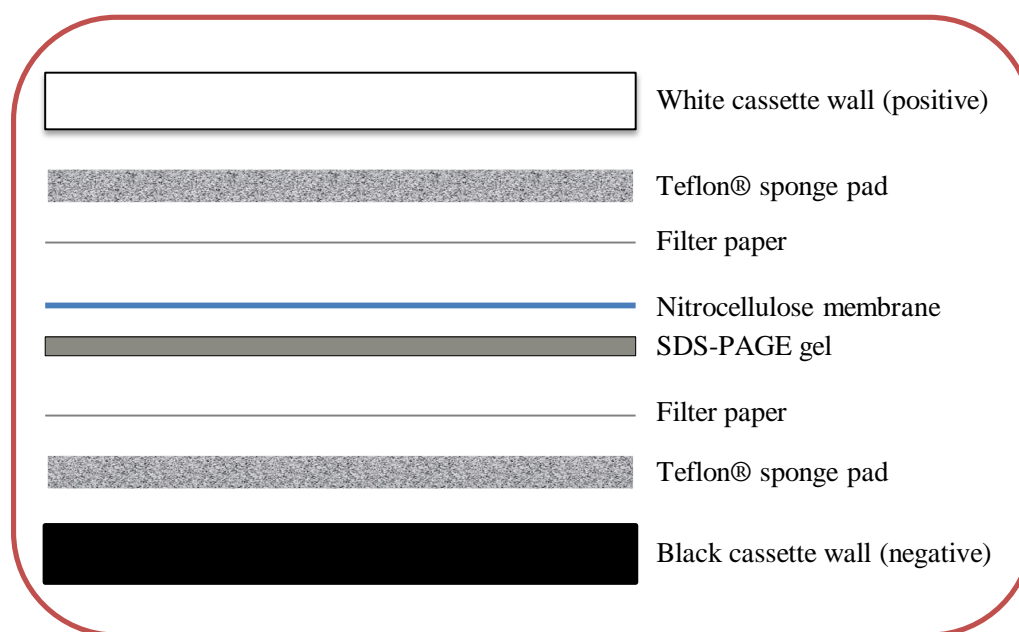 White cassette wall (positive)
Teflon® sponge pad
Filter paper
Nitrocellulose membrane
SDS-PAGE gel
Filter paper
Teflon® sponge pad
Black cassette wall (negative)